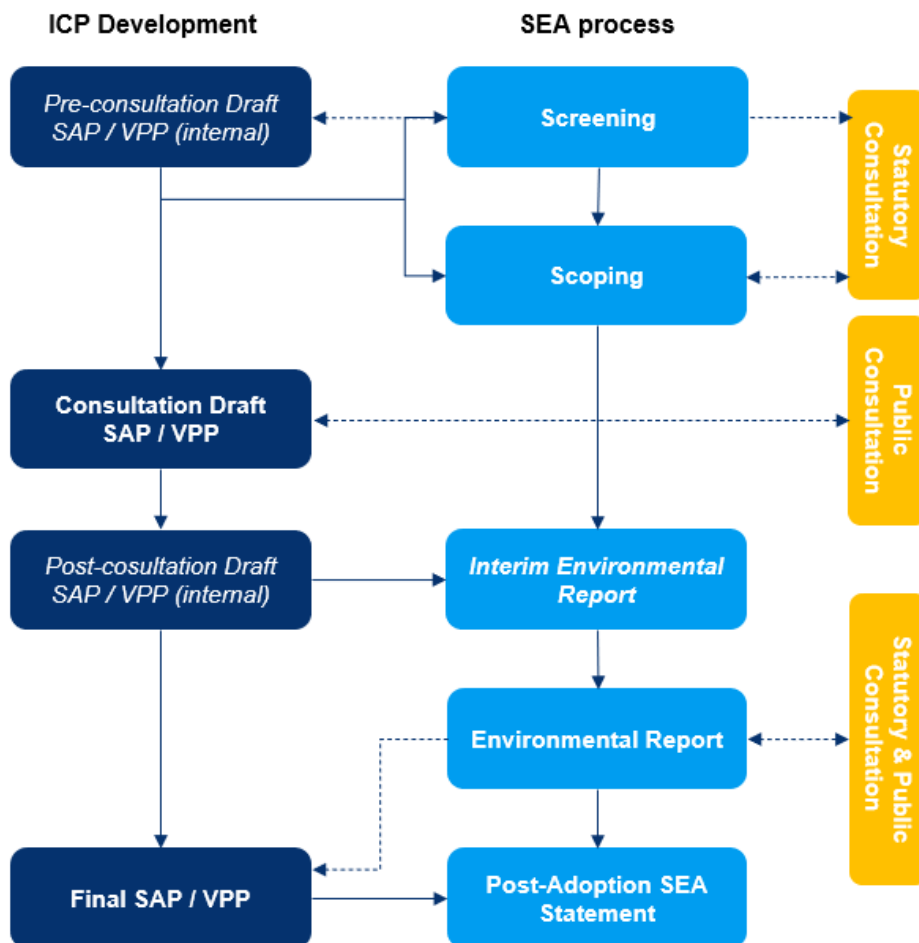 ICP Development
SEA process
Pre-consultation Draft
SAP / VPP (internal)
Screening
Statutory
Consultation
Scoping
Public
Consultation
Consultation Draft
SAP / VPP
Post-cosultation Draft
SAP / VPP (internal)
Interim Environmental
Report
Statutory & Public
Consultation
Environmental Report
Final SAP / VPP
Post-Adoption SEA
Statement